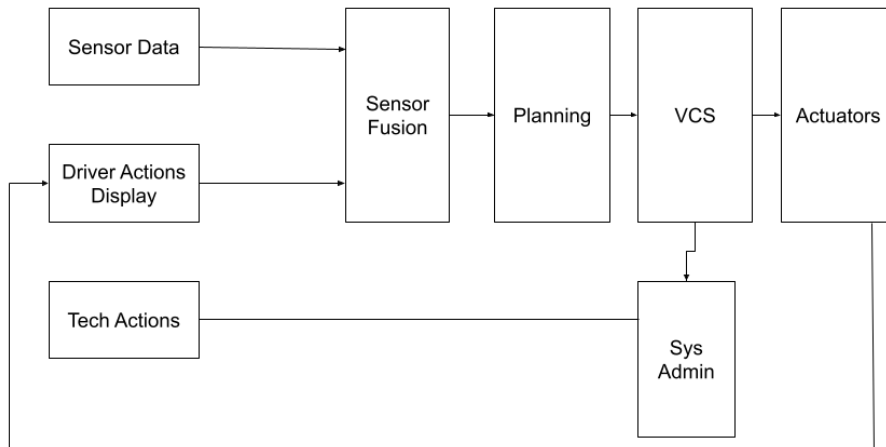 Sensor Data
Sensor
Fusion
Planning
VCS
Actuators
Driver Actions
Display
Tech Actions
Sys
Admin